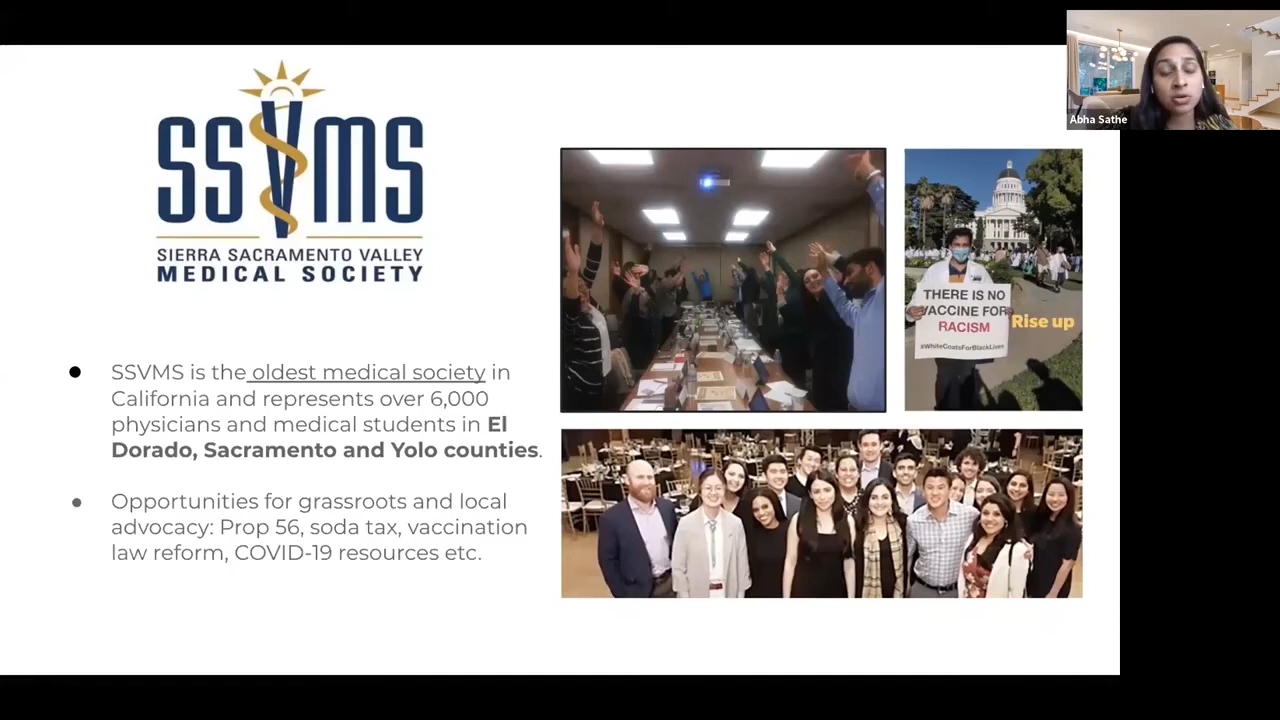 SSVMS
SIERRA SACRAMENTO VALLEY
MEDICAL SOCIETY
SSVMS is the oldest medical society in
California and represents over 6,000
physicians and medical students in El
Dorado, Sacramento and Yolo counties.
Opportunities for grassroots and local
advocacy: Prop 56, soda tax, vaccination
law reform, COVID-19 resources etc.
THERE IS NO
VACCINE FOR
RACISM
#WhiteCoatsForBlackLives
Rise up
Abha Sathe